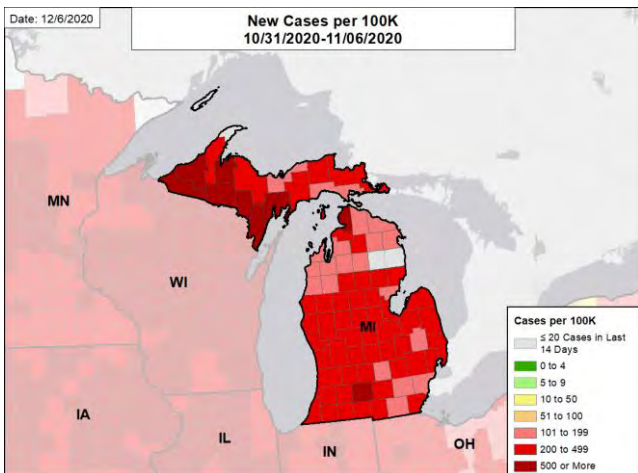 Date: 12/6/2020
New Cases per 100K
10/31/2020-11/06/2020
MN
WI
MI
IA
IL
IN
OH
Cases per 100K
≤ 20 Cases in Last
14 Days
0 to 4
5 to 9
10 to 50
51 to 100
101 to 199
200 to 499
500 or More